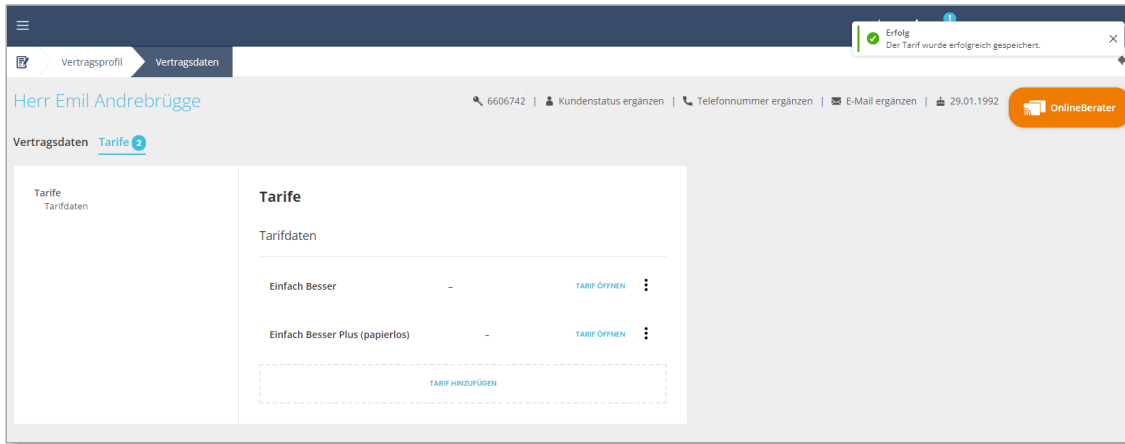 1
Erfolg
Der Tarif wurde erfolgreich gespeichert.
Vertragsprofil Vertragsdaten
Herr Emil Andrebrügge
6606742 | Kundenstatus ergänzen | Telefonnummer ergänzen | E-Mail ergänzen | 29.01.1992
OnlineBerater
Vertragsdaten Tarife 2
Tarife
Tarifdaten
Tarife
Tarifdaten
Einfach Besser – TARIF ÖFFNEN
Einfach Besser Plus (papierlos) – TARIF ÖFFNEN
TARIF HINZUFÜGEN